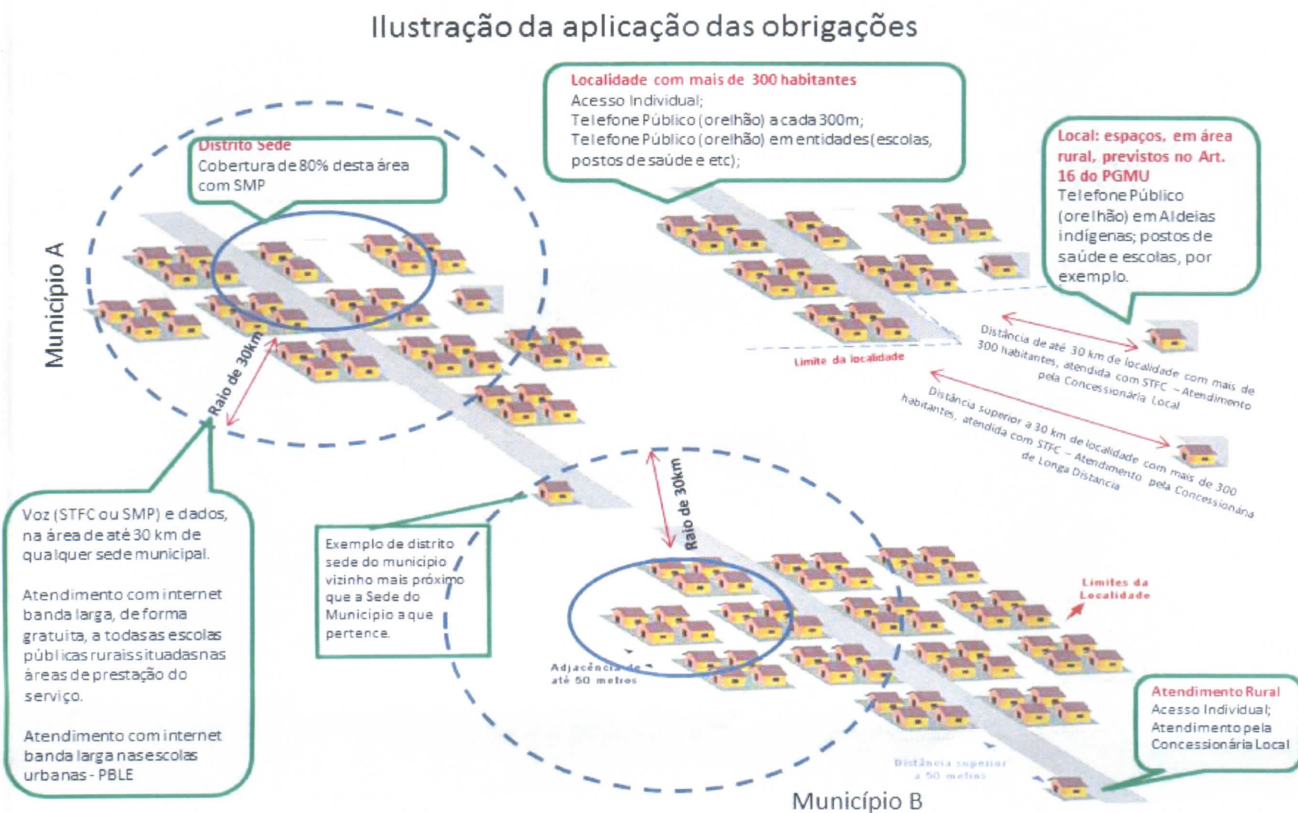 Ilustração da aplicação das obrigações
Município A
Distrito Sede
Cobertura de 80% desta área
com SMP
Localidade com mais de 300 habitantes
Acesso Individual;
Telefone Público (orelhão) a cada 300m;
Telefone Público (orelhão) em entidades (escolas,
postos de saúde e etc);
Local: espaços, em área
rural, previstos no Art.
16 do PGMU
Telefone Público
(orelhão) em Aldeias
indígenas; postos de
saúde e escolas, por
exemplo.
Raio de 30km
Limite da localidade
Distância de até 30 km de localidade com mais de
300 habitantes, atendida com STFC – Atendimento
pela Concessionária Local
Distância superior a 30 km de localidade com mais de 300
habitantes, atendida com STFC – Atendimento pela Concessionária
de Longa Distancia
Voz (STFC ou SMP) e dados,
na área de até 30 km de
qualquer sede municipal.
Atendimento com internet
banda larga, de forma
gratuita, a todas as escolas
públicas rurais situadas nas
áreas de prestação do
serviço.
Atendimento com internet
banda larga nas escolas
urbanas - PBLE
Exemplo de distrito
sede do município
vizinho mais próximo
que a Sede do
Município a que
pertence.
Raio de 30km
Limites da
Localidade
Adjacência de
até 50 metros
Distância superior
a 50 metros
Atendimento Rural
Acesso Individual;
Atendimento pela
Concessionária Local
Município B